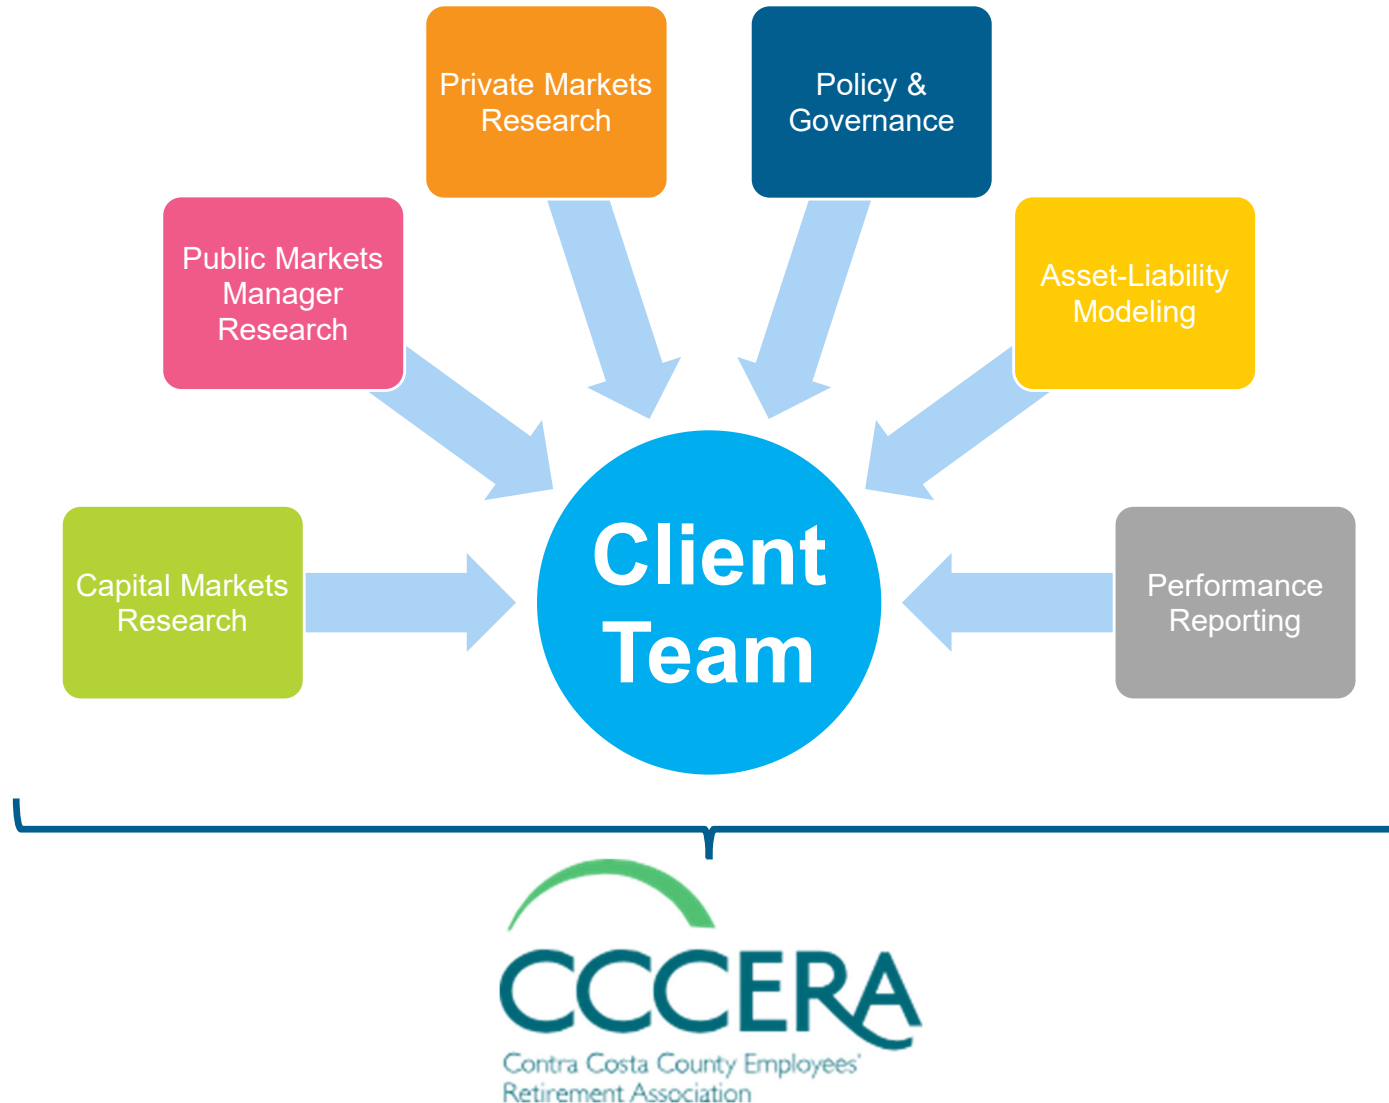 Private Markets
Research
Policy &
Governance
Public Markets
Manager
Research
Asset-Liability
Modeling
Capital Markets
Research
Client
Team
Performance
Reporting
CCCERA
Contra Costa County Employees'
Retirement Association